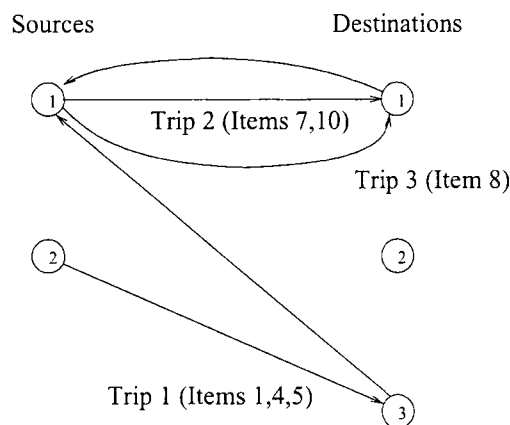 Sources Destinations
1 1
Trip 2 (Items 7,10)
Trip 3 (Item 8)
2 2
Trip 1 (Items 1,4,5)
3